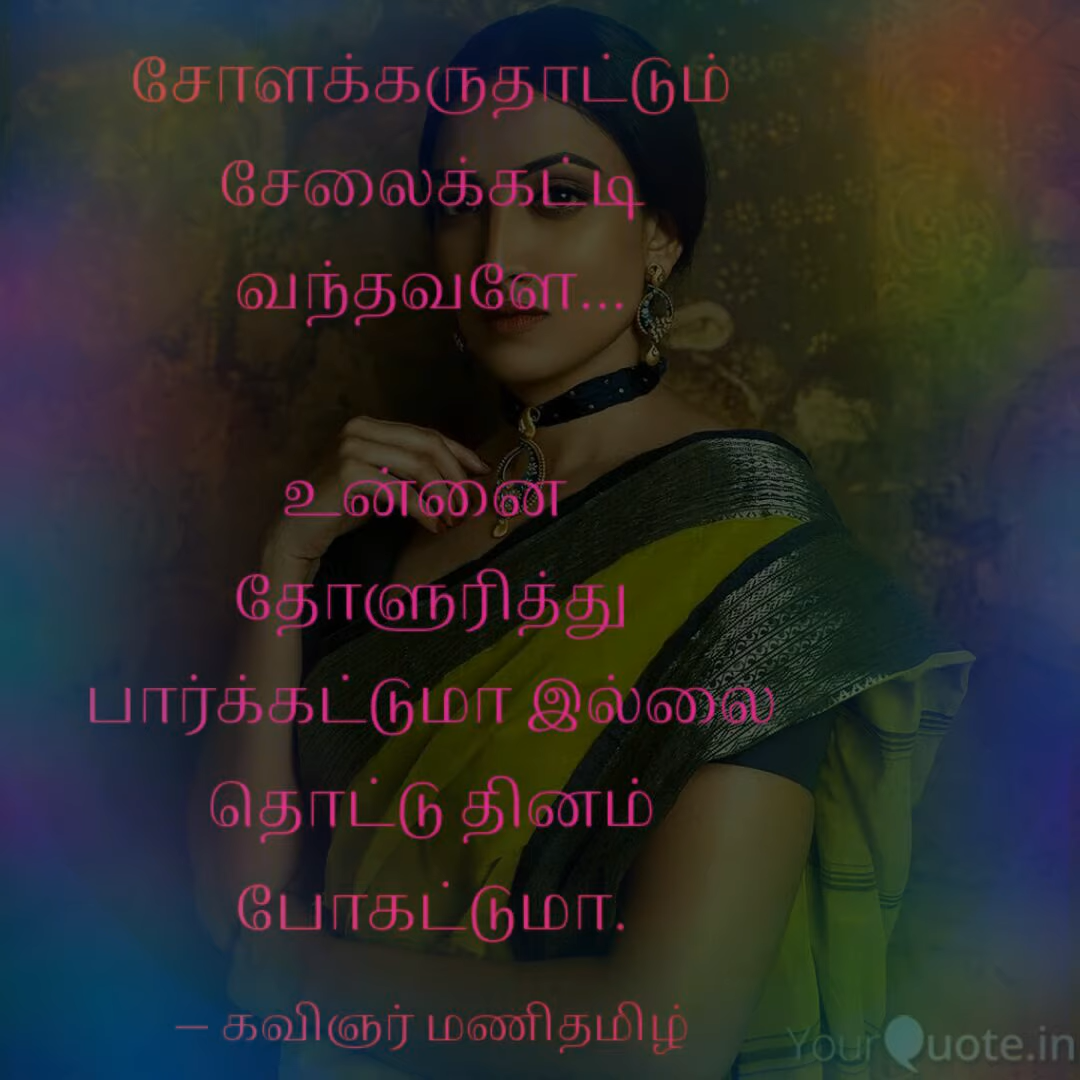 சோளக்கருதாட்டும்
சேலைக்கட்டி
வந்தவளே...
உன்னை
தோளுரித்து
பார்க்கட்டுமா இல்லை
தொட்டு தினம்
போகட்டுமா.
– கவிஞர் மணிதமிழ்
YourQuote.in